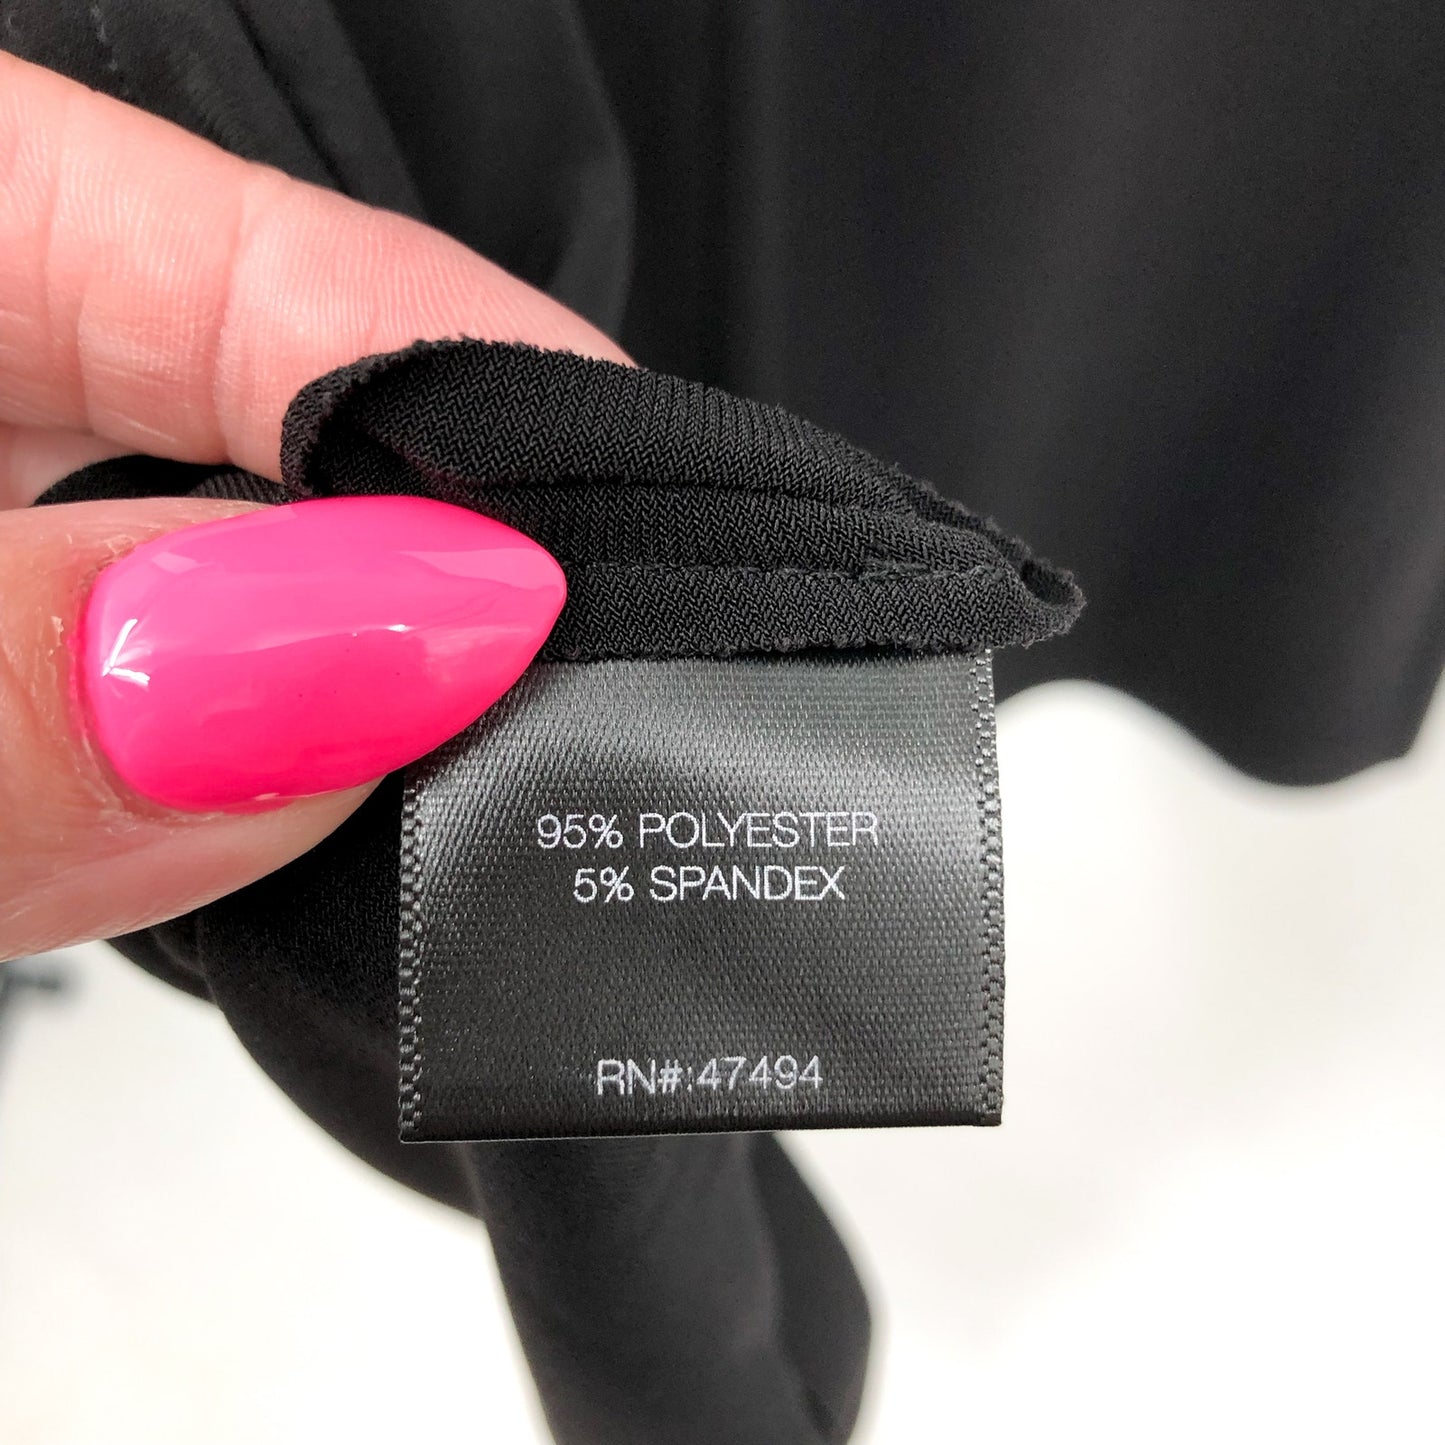 95% POLYESTER
5% SPANDEX
RN#:47494